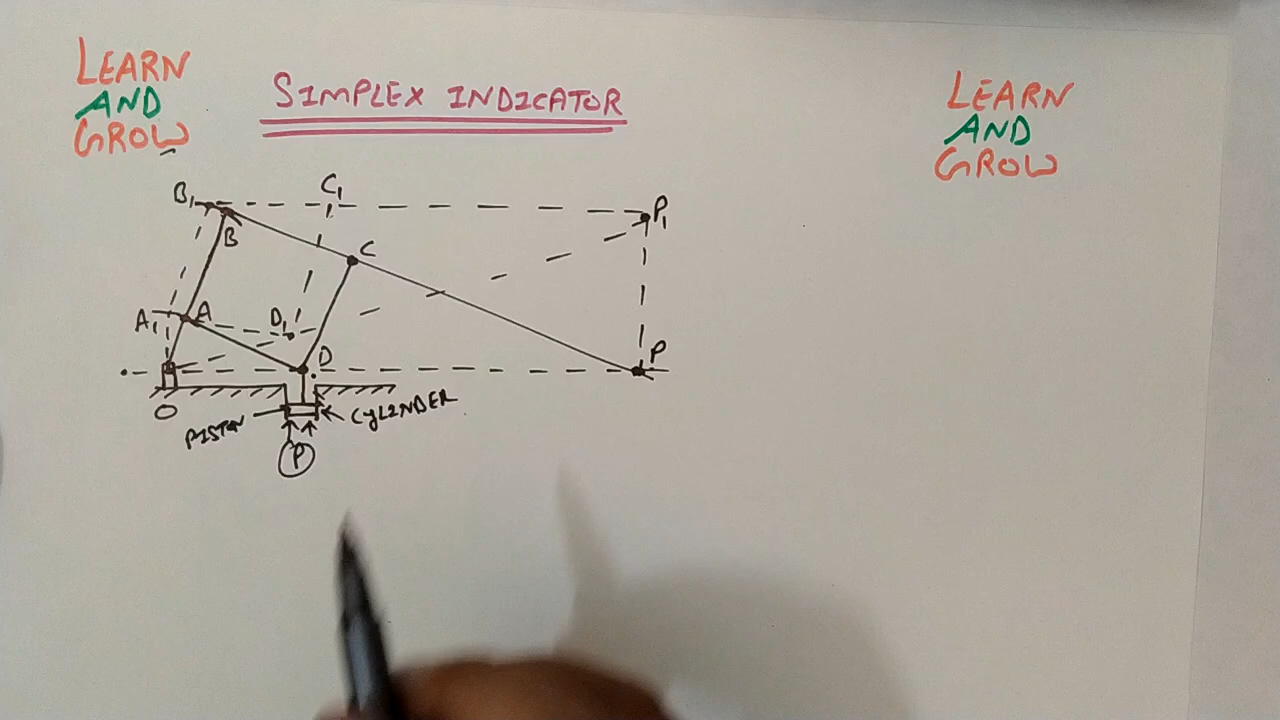 LEARN
AND
GROW
SIMPLEX INDICATOR
LEARN
AND
GROW
B1
C1
P1
B
C
A1
A
D1
D
P
O
PISTON
CYLINDER
P